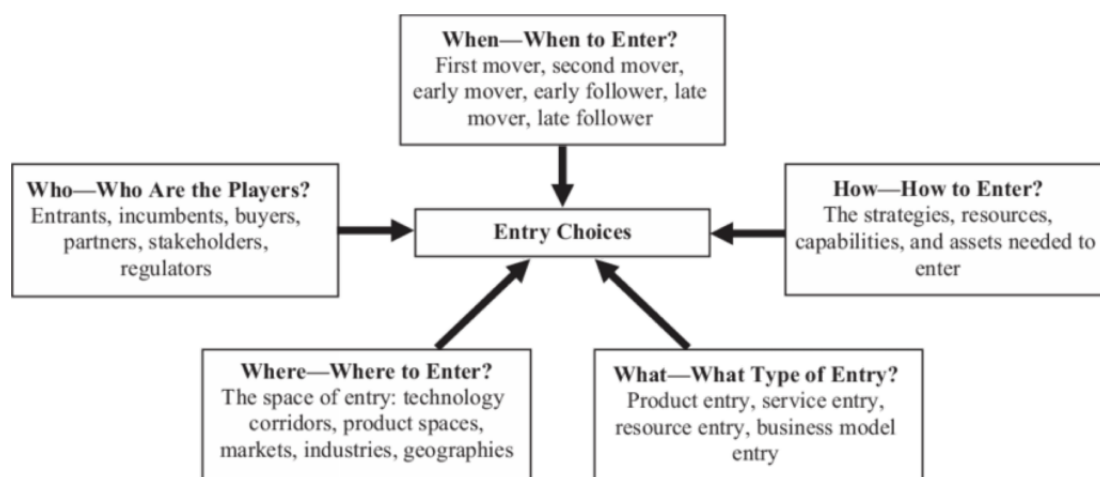 When—When to Enter?
First mover, second mover,
early mover, early follower, late
mover, late follower
Who—Who Are the Players?
Entrants, incumbents, buyers,
partners, stakeholders,
regulators
Entry Choices
How—How to Enter?
The strategies, resources,
capabilities, and assets needed to
enter
Where—Where to Enter?
The space of entry: technology
corridors, product spaces,
markets, industries, geographies
What—What Type of Entry?
Product entry, service entry,
resource entry, business model
entry